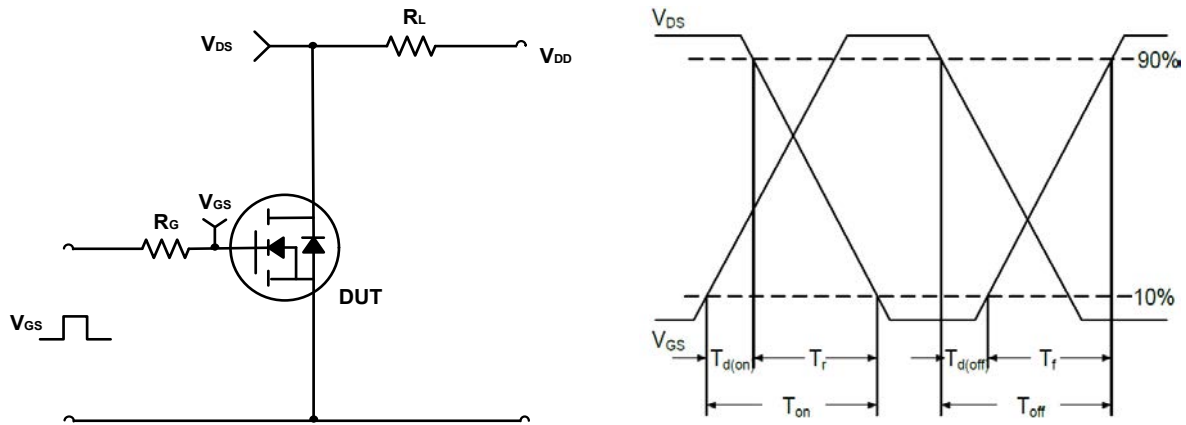 RL
VDS
VDD
VGS
RG
DUT
VGS
VDS
90%
10%
VGS
Td(on)
Tr
Td(off)
Tf
Ton
Toff